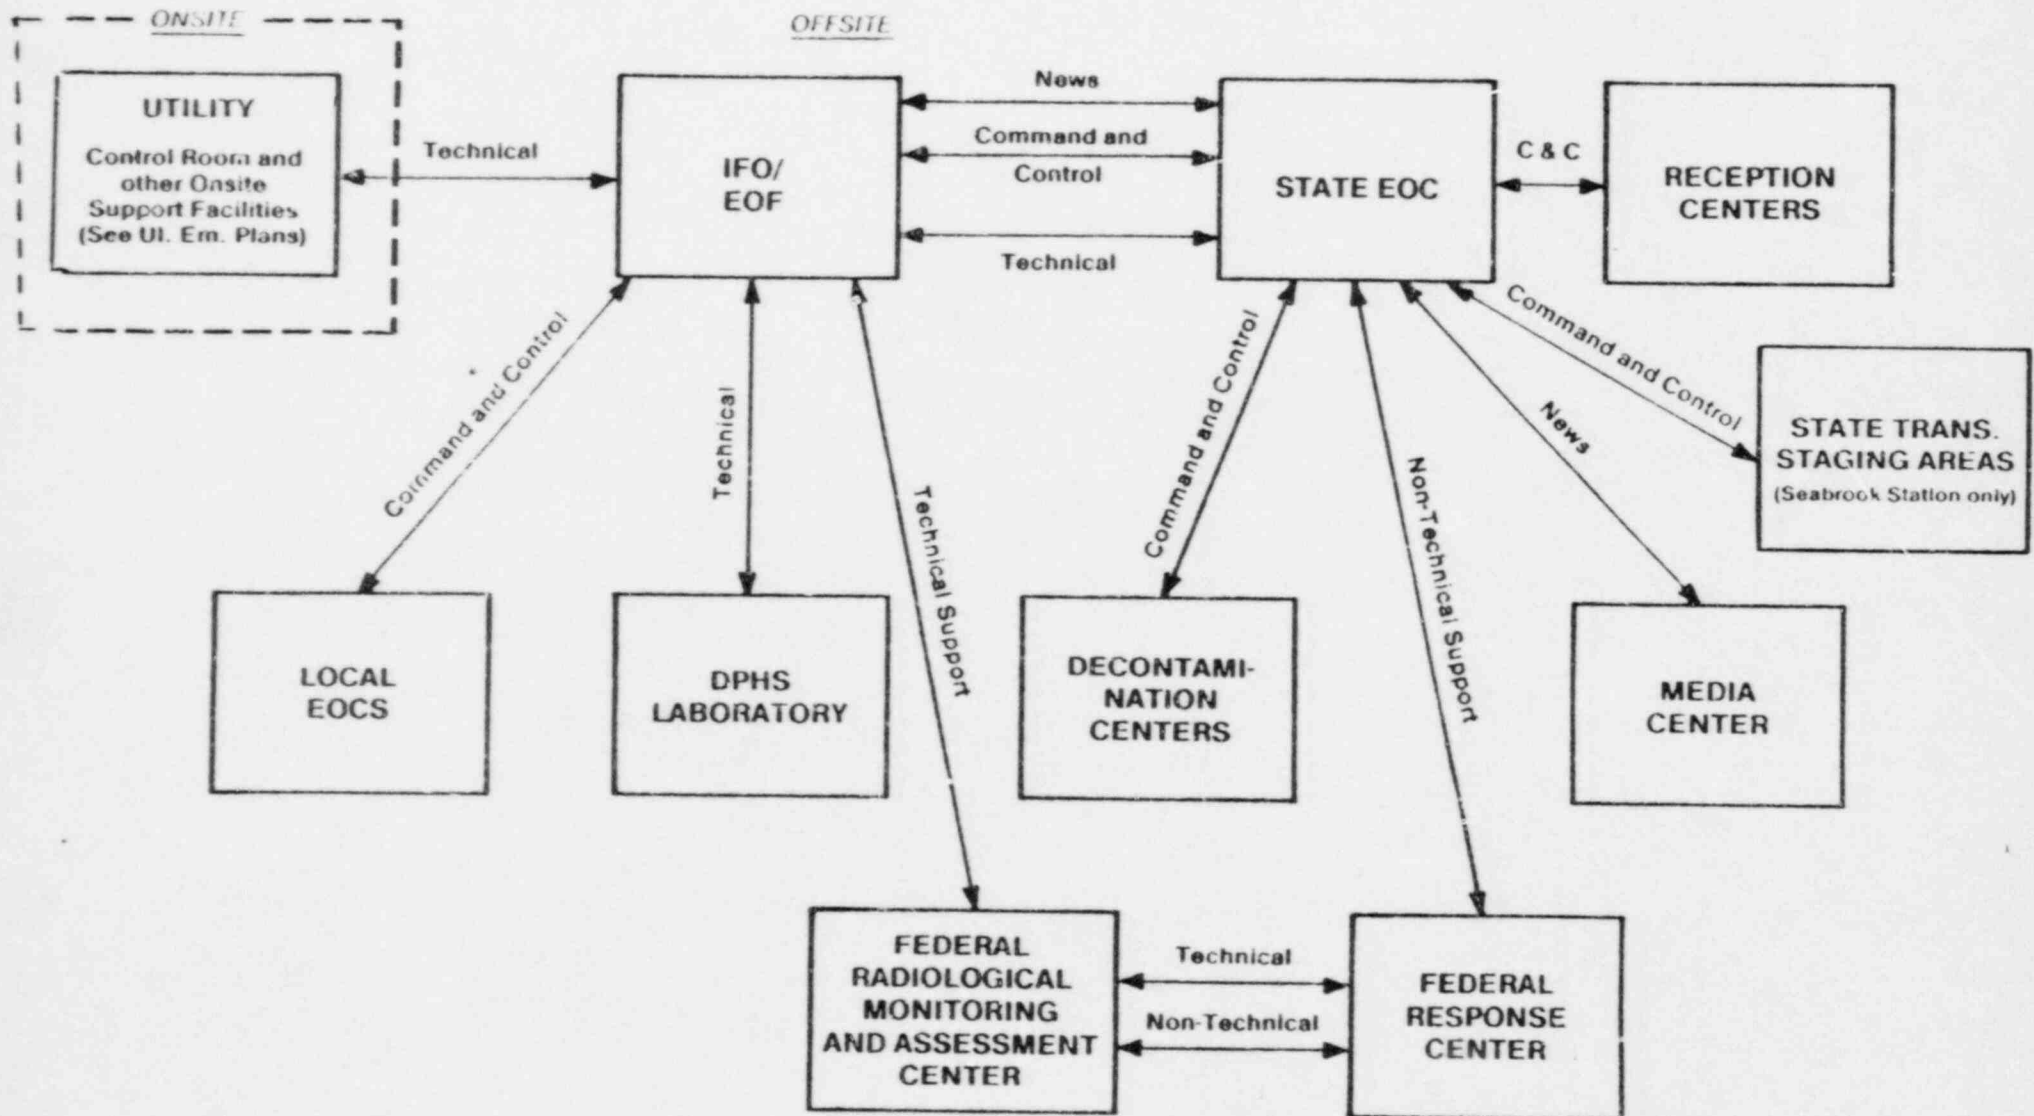 ONSITE
OFFSITE
UTILITY
Control Room and
other Onsite
Support Facilities
(See Ut. Em. Plans)
Technical
IFO/
EOF
News
Command and
Control
Technical
STATE EOC
C & C
RECEPTION
CENTERS
Command and Control
Technical
Technical Support
Command and Control
Non-Technical Support
News
Command and Control
STATE TRANS.
STAGING AREAS
(Seabrook Station only)
LOCAL
EOCS
DPHS
LABORATORY
DECONTAMI-
NATION
CENTERS
MEDIA
CENTER
FEDERAL
RADIOLOGICAL
MONITORING
AND ASSESSMENT
CENTER
Technical
Non-Technical
FEDERAL
RESPONSE
CENTER